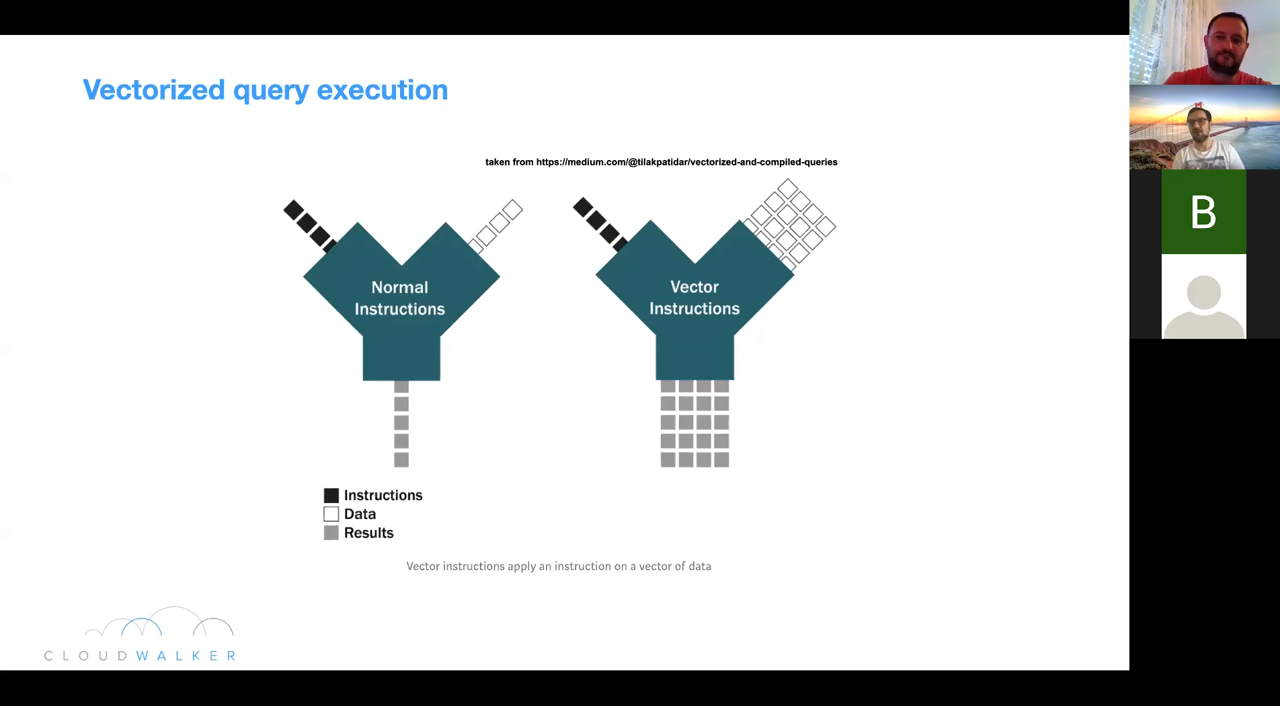 Vectorized query execution
taken from https://medium.com/@tilakpatidar/vectorized-and-compiled-queries
Normal
Instructions
Vector
Instructions
Instructions
Data
Results
Vector instructions apply an instruction on a vector of data
CLOUDWALKER
B